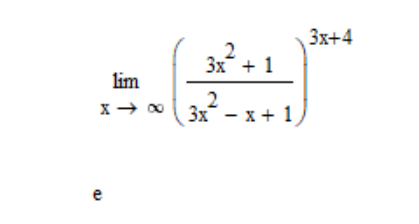 lim x → ∞ ( (3x^2 + 1) / (3x^2 − x + 1) )^(3x+4)
e